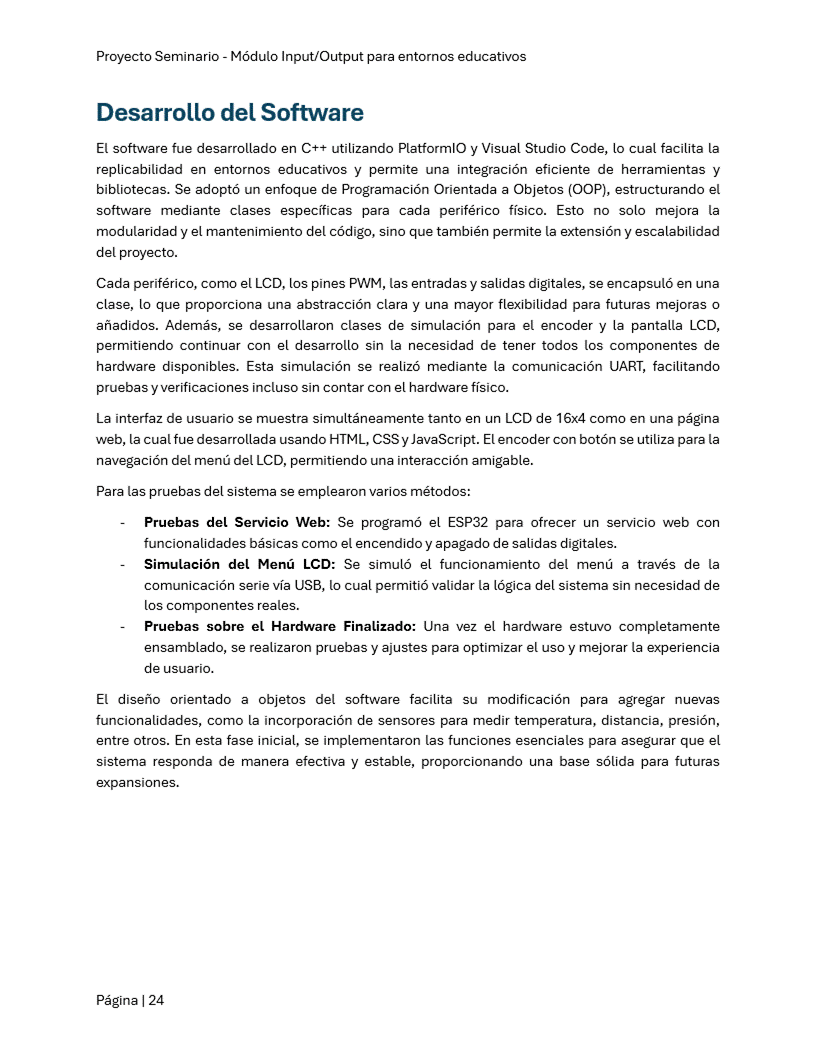 Proyecto Seminario - Módulo Input/Output para entornos educativos
Desarrollo del Software
El software fue desarrollado en C++ utilizando PlatformIO y Visual Studio Code, lo cual facilita la
replicabilidad en entornos educativos y permite una integración eficiente de herramientas y
bibliotecas. Se adoptó un enfoque de Programación Orientada a Objetos (OOP), estructurando el
software mediante clases específicas para cada periférico físico. Esto no solo mejora la
modularidad y el mantenimiento del código, sino que también permite la extensión y escalabilidad
del proyecto.
Cada periférico, como el LCD, los pines PWM, las entradas y salidas digitales, se encapsuló en una
clase, lo que proporciona una abstracción clara y una mayor flexibilidad para futuras mejoras o
añadidos. Además, se desarrollaron clases de simulación para el encoder y la pantalla LCD,
permitiendo continuar con el desarrollo sin la necesidad de tener todos los componentes de
hardware disponibles. Esta simulación se realizó mediante la comunicación UART, facilitando
pruebas y verificaciones incluso sin contar con el hardware físico.
La interfaz de usuario se muestra simultáneamente tanto en un LCD de 16x4 como en una página
web, la cual fue desarrollada usando HTML, CSS y JavaScript. El encoder con botón se utiliza para la
navegación del menú del LCD, permitiendo una interacción amigable.
Para las pruebas del sistema se emplearon varios métodos:
- Pruebas del Servicio Web: Se programó el ESP32 para ofrecer un servicio web con
funcionalidades básicas como el encendido y apagado de salidas digitales.
- Simulación del Menú LCD: Se simuló el funcionamiento del menú a través de la
comunicación serie vía USB, lo cual permitió validar la lógica del sistema sin necesidad de
los componentes reales.
- Pruebas sobre el Hardware Finalizado: Una vez el hardware estuvo completamente
ensamblado, se realizaron pruebas y ajustes para optimizar el uso y mejorar la experiencia
de usuario.
El diseño orientado a objetos del software facilita su modificación para agregar nuevas
funcionalidades, como la incorporación de sensores para medir temperatura, distancia, presión,
entre otros. En esta fase inicial, se implementaron las funciones esenciales para asegurar que el
sistema responda de manera efectiva y estable, proporcionando una base sólida para futuras
expansiones.
Página | 24